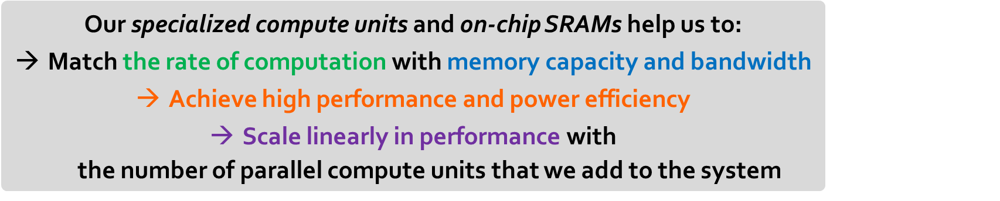 Our specialized compute units and on-chip SRAMs help us to:
→ Match the rate of computation with memory capacity and bandwidth
→ Achieve high performance and power efficiency
→ Scale linearly in performance with
the number of parallel compute units that we add to the system